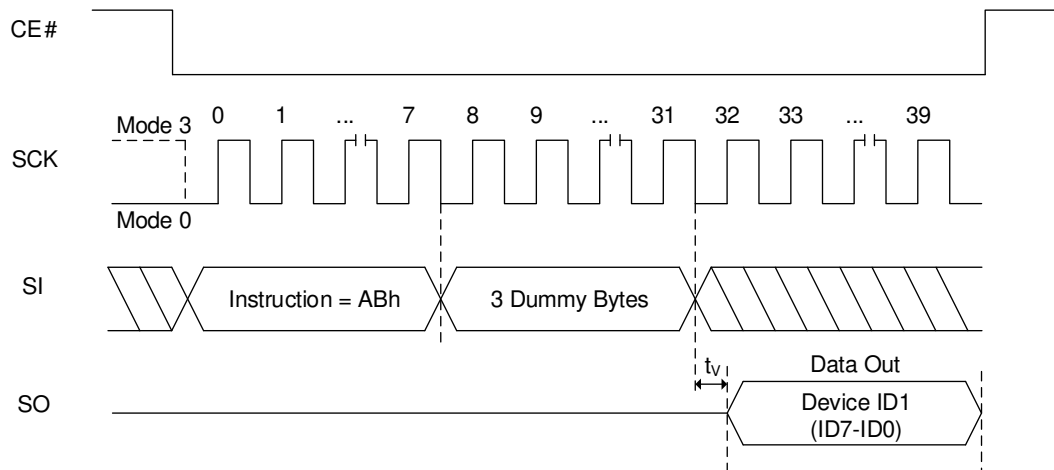 CE#
0 1 ... 7 8 9 ... 31 32 33 ... 39
Mode 3
SCK
Mode 0
SI
Instruction = ABh
3 Dummy Bytes
tV
Data Out
SO
Device ID1
(ID7-ID0)